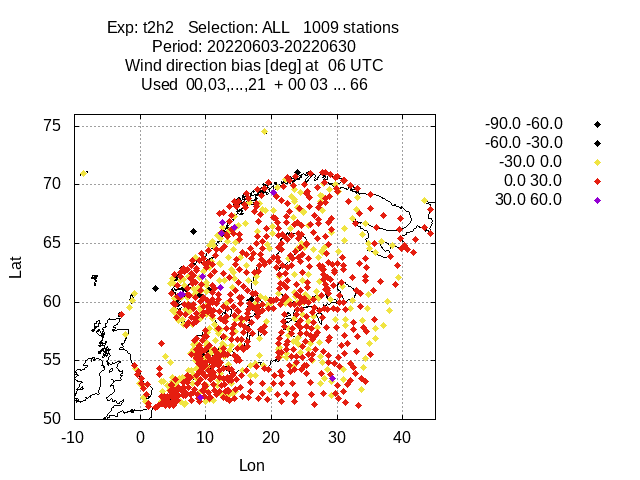 Exp: t2h2   Selection: ALL   1009 stations
Period: 20220603-20220630
Wind direction bias [deg] at  06 UTC
Used  00,03,...,21  + 00 03 ... 66
-90.0 -60.0
-60.0 -30.0
-30.0 0.0
0.0 30.0
30.0 60.0
75
70
65
60
55
50
Lat
-10 0 10 20 30 40
Lon